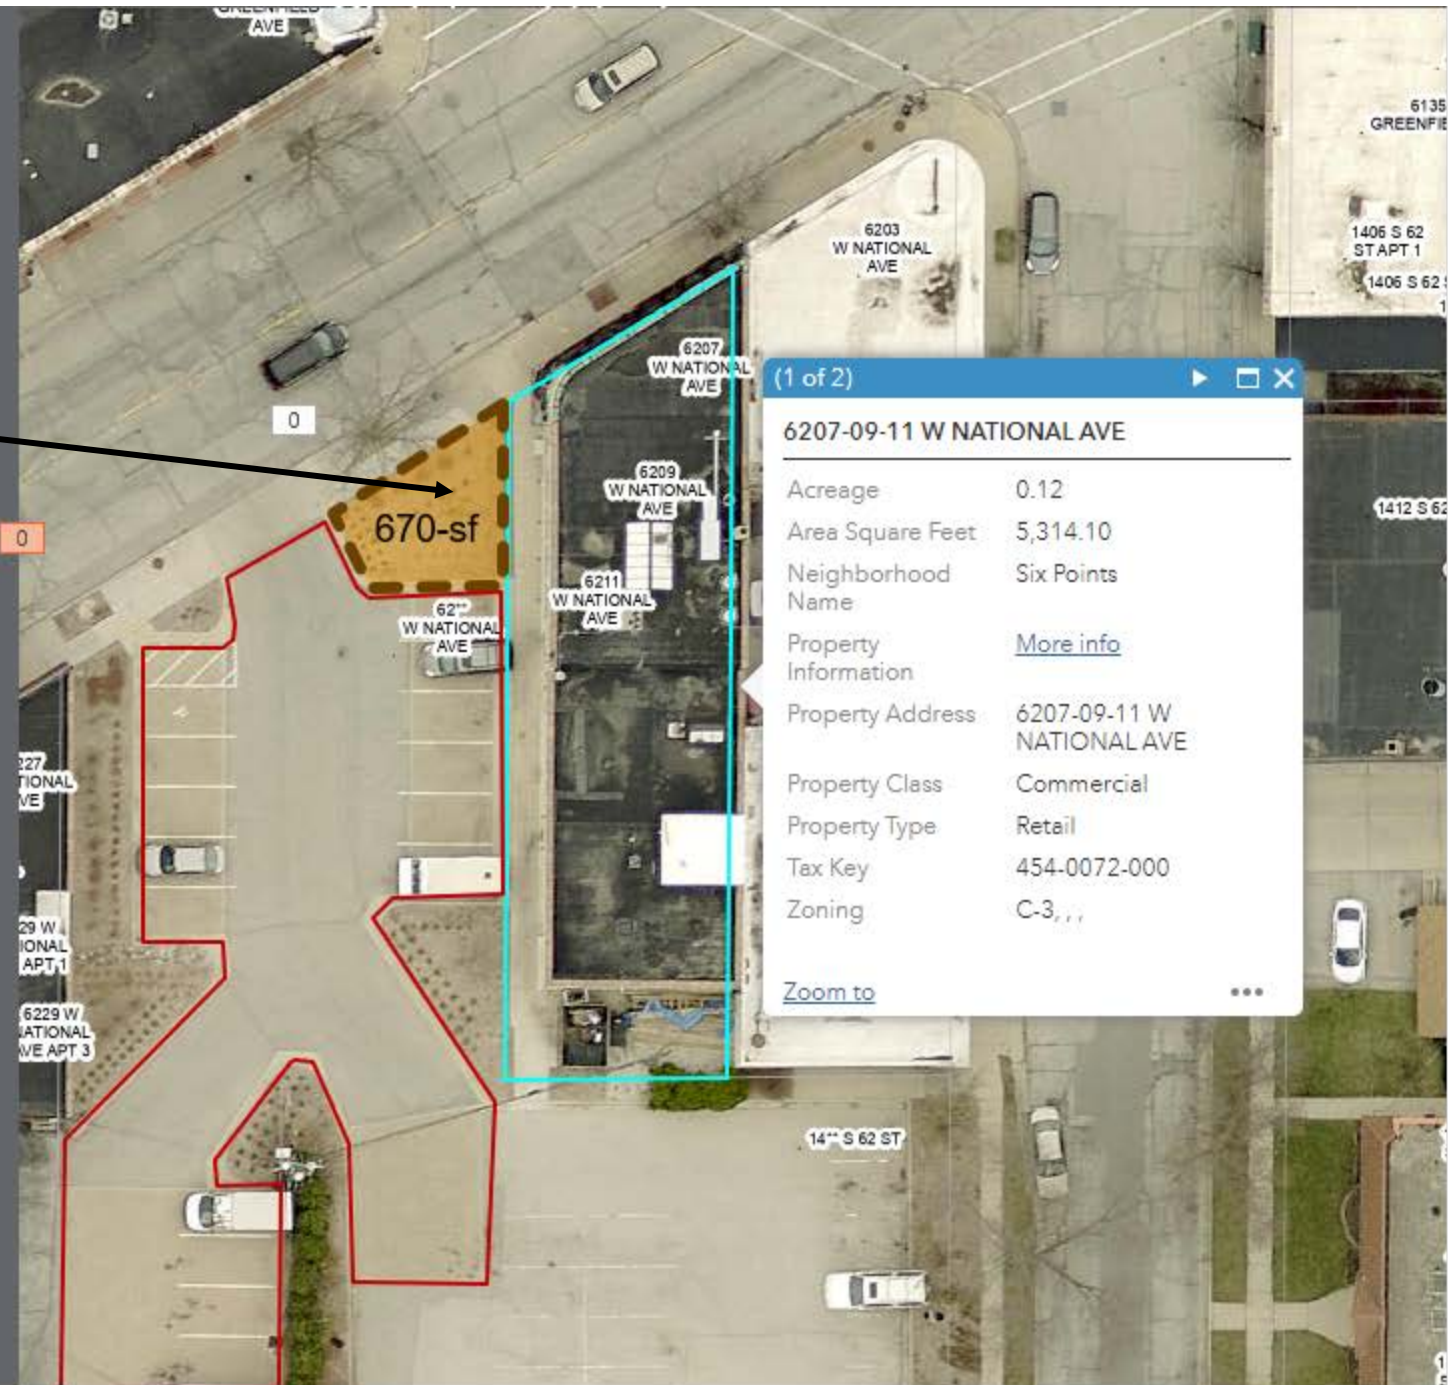 AVE
6135
6203
W NATIONAL
AVE
1406 S 62
ST APT 1
1406 S 62
6207
W NATIONAL
AVE
(1 of 2)
0
6207-09-11 W NATIONAL AVE
Acreage 0.12
6209
W NATIONAL
AVE
670-sf
Area Square Feet 5,314.10
1412 S 62
0
Neighborhood
Name
Six Points
6211
W NATIONAL
AVE
62**
W NATIONAL
AVE
Property
Information
More info
Property Address 6207-09-11 W
NATIONAL AVE
Property Class Commercial
Property Type Retail
Tax Key 454-0072-000
Zoning C-3, , ,
Zoom to
29 W
IONAL
APT 1
6229 W
VE APT 3
14** S 62 ST